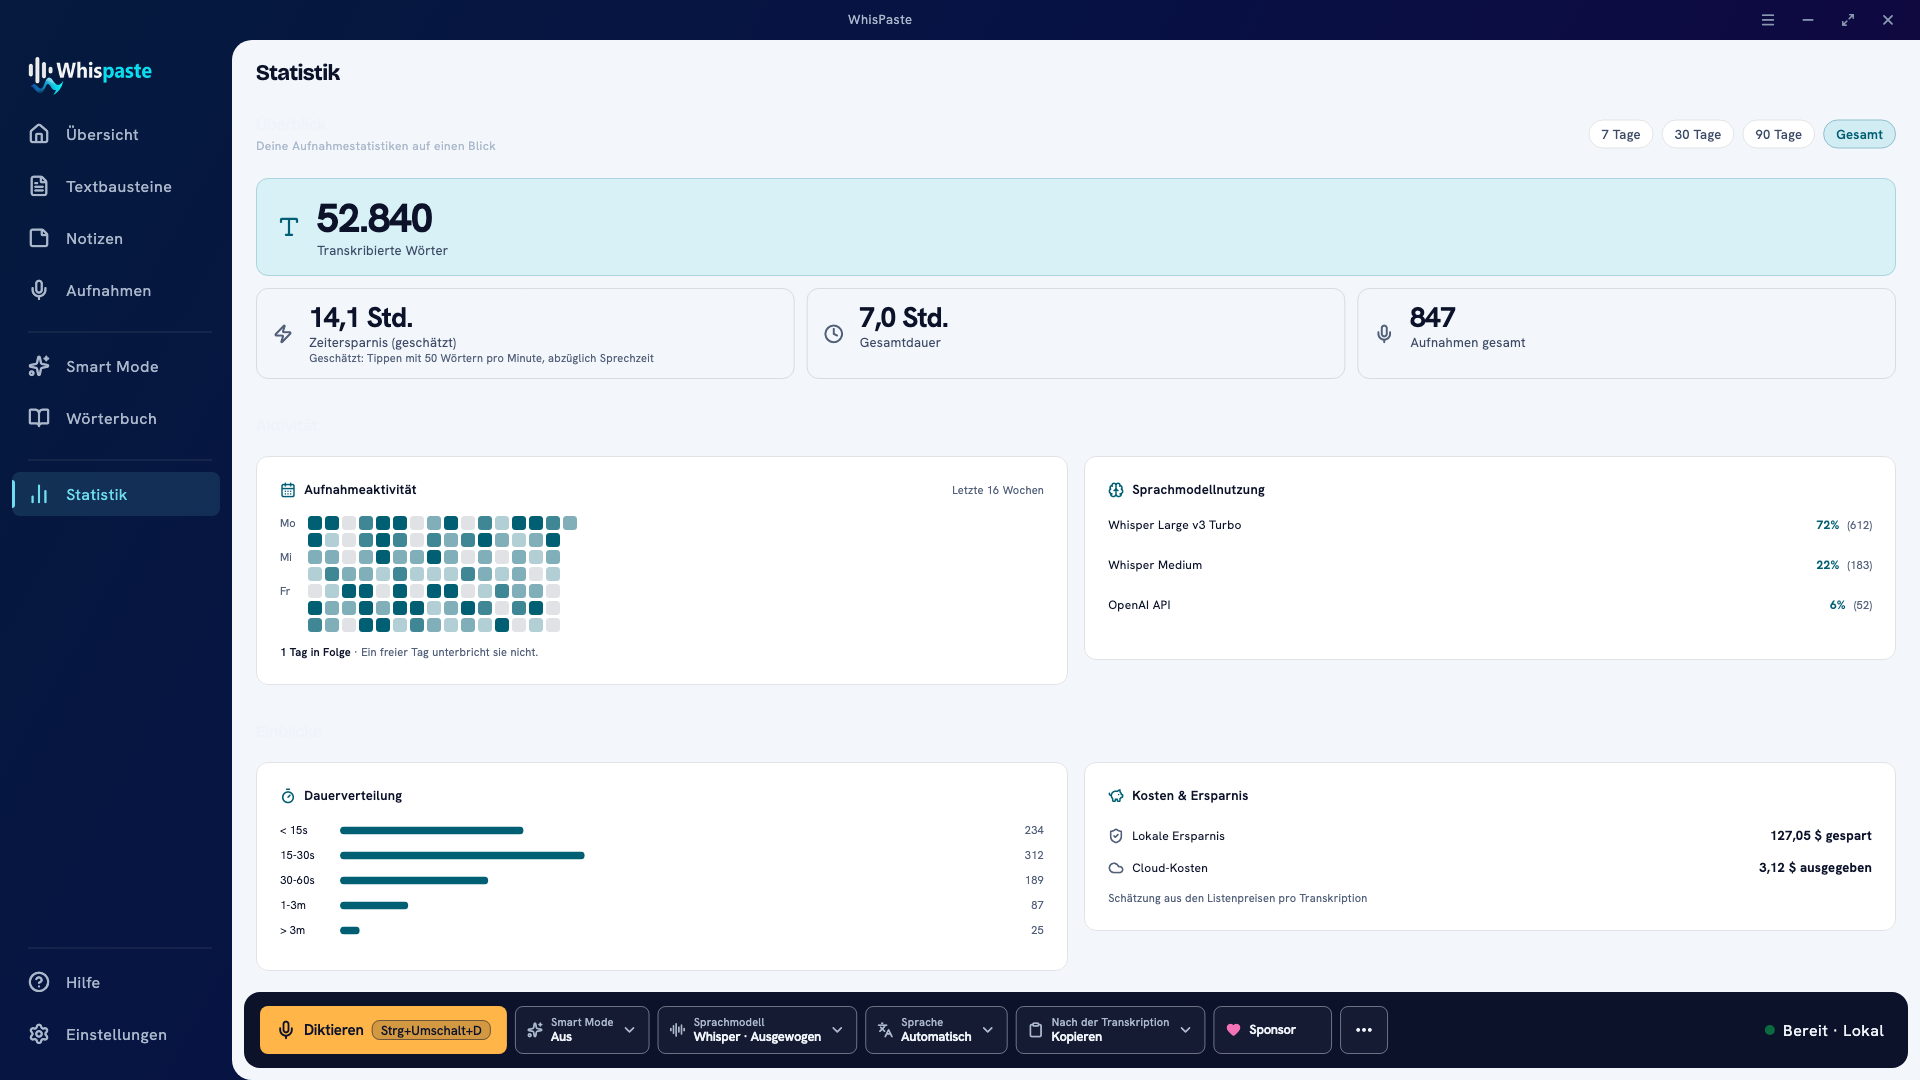 WhisPaste
Whispaste
Übersicht
Textbausteine
Notizen
Aufnahmen
Smart Mode
Wörterbuch
Statistik
Hilfe
Einstellungen
Statistik
Überblick
Deine Aufnahmestatistiken auf einen Blick
7 Tage
30 Tage
90 Tage
Gesamt
52.840
Transkribierte Wörter
14,1 Std.
Zeitersparnis (geschätzt)
Geschätzt: Tippen mit 50 Wörtern pro Minute, abzüglich Sprechzeit
7,0 Std.
Gesamtdauer
847
Aufnahmen gesamt
Aktivität
Aufnahmeaktivität
Letzte 16 Wochen
Mo
Mi
Fr
1 Tag in Folge · Ein freier Tag unterbricht sie nicht.
Sprachmodellnutzung
Whisper Large v3 Turbo 72% (612)
Whisper Medium 22% (183)
OpenAI API 6% (52)
Einblicke
Dauerverteilung
< 15s 234
15-30s 312
30-60s 189
1-3m 87
> 3m 25
Kosten & Ersparnis
Lokale Ersparnis 127,05 $ gespart
Cloud-Kosten 3,12 $ ausgegeben
Schätzung aus den Listenpreisen pro Transkription
Diktieren Strg+Umschalt+D
Smart Mode
Aus
Sprachmodell
Whisper · Ausgewogen
Sprache
Automatisch
Nach der Transkription
Kopieren
Sponsor
Bereit · Lokal